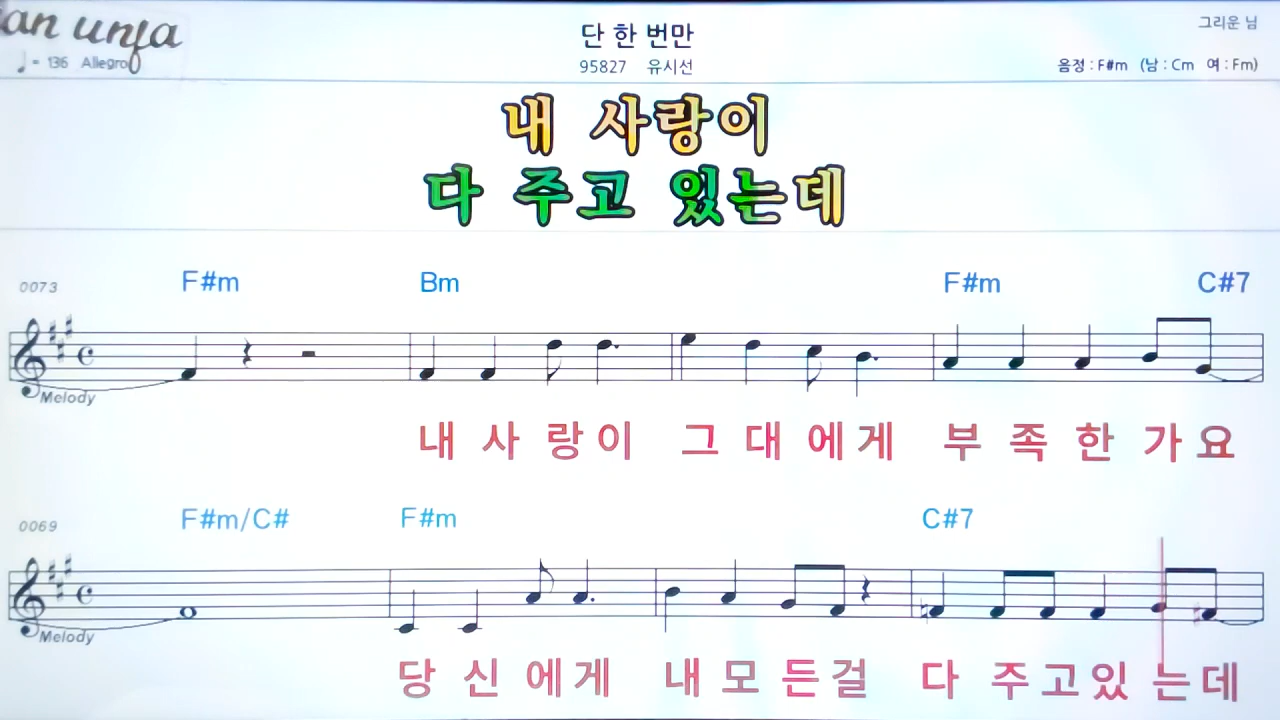 an unfa
단 한 번만
그리운 님
♩= 136 Allegro
95827 유시선
음정 : F#m (남 : Cm 여 : Fm)
내 사랑이
다 주고 있는데
0073 F#m Bm F#m C#7
Melody
내 사 랑 이 그 대 에 게 부 족 한 가 요
0069 F#m/C# F#m C#7
Melody
당 신 에 게 내 모 든 걸 다 주 고 있 는 데